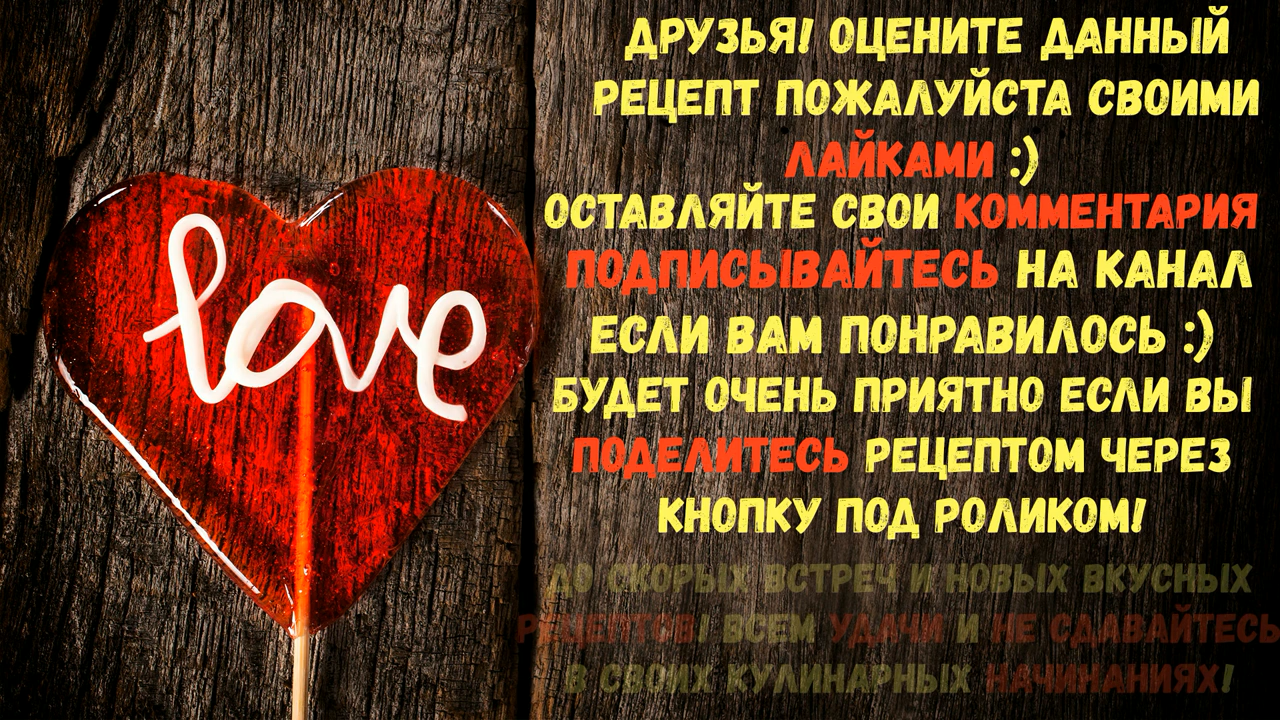 love
ДРУЗЬЯ! ОЦЕНИТЕ ДАННЫЙ
РЕЦЕПТ ПОЖАЛУЙСТА СВОИМИ
ЛАЙКАМИ :)
ОСТАВЛЯЙТЕ СВОИ КОММЕНТАРИЯ
ПОДПИСЫВАЙТЕСЬ НА КАНАЛ
ЕСЛИ ВАМ ПОНРАВИЛОСЬ :)
БУДЕТ ОЧЕНЬ ПРИЯТНО ЕСЛИ ВЫ
ПОДЕЛИТЕСЬ РЕЦЕПТОМ ЧЕРЕЗ
КНОПКУ ПОД РОЛИКОМ!
ДО СКОРЫХ ВСТРЕЧ И НОВЫХ ВКУСНЫХ
РЕЦЕПТОВ! ВСЕМ УДАЧИ И НЕ СДАВАЙТЕСЬ
В СВОИХ КУЛИНАРНЫХ НАЧИНАНИЯХ!